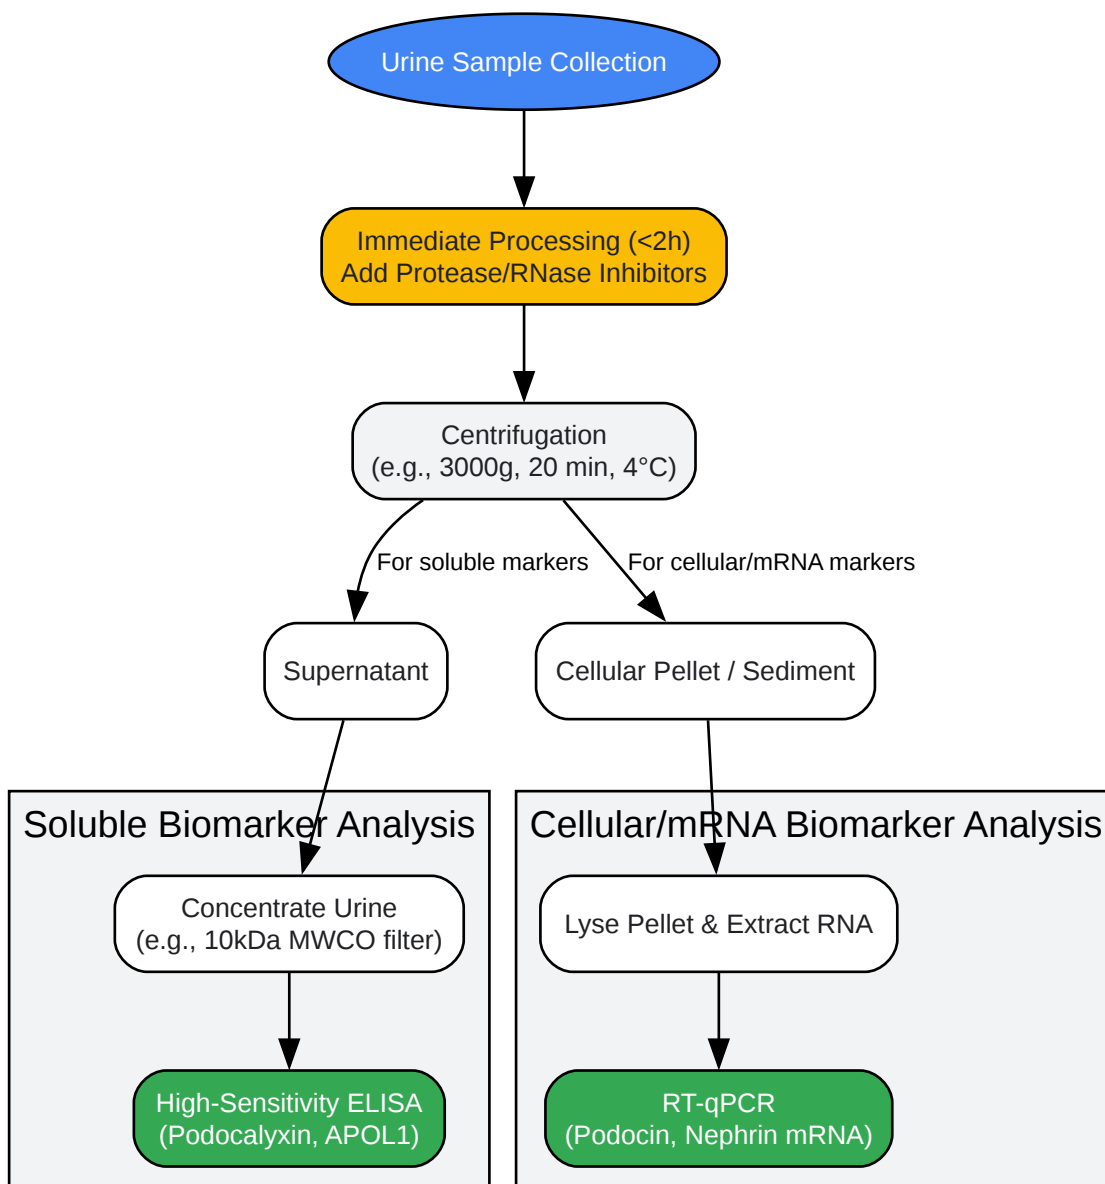 Urine Sample Collection
Immediate Processing (<2h)
Add Protease/RNase Inhibitors
Centrifugation
(e.g., 3000g, 20 min, 4°C)
For soluble markers
For cellular/mRNA markers
Supernatant
Cellular Pellet / Sediment
Soluble Biomarker Analysis
Cellular/mRNA Biomarker Analysis
Concentrate Urine
(e.g., 10kDa MWCO filter)
Lyse Pellet & Extract RNA
High-Sensitivity ELISA
(Podocalyxin, APOL1)
RT-qPCR
(Podocin, Nephrin mRNA)